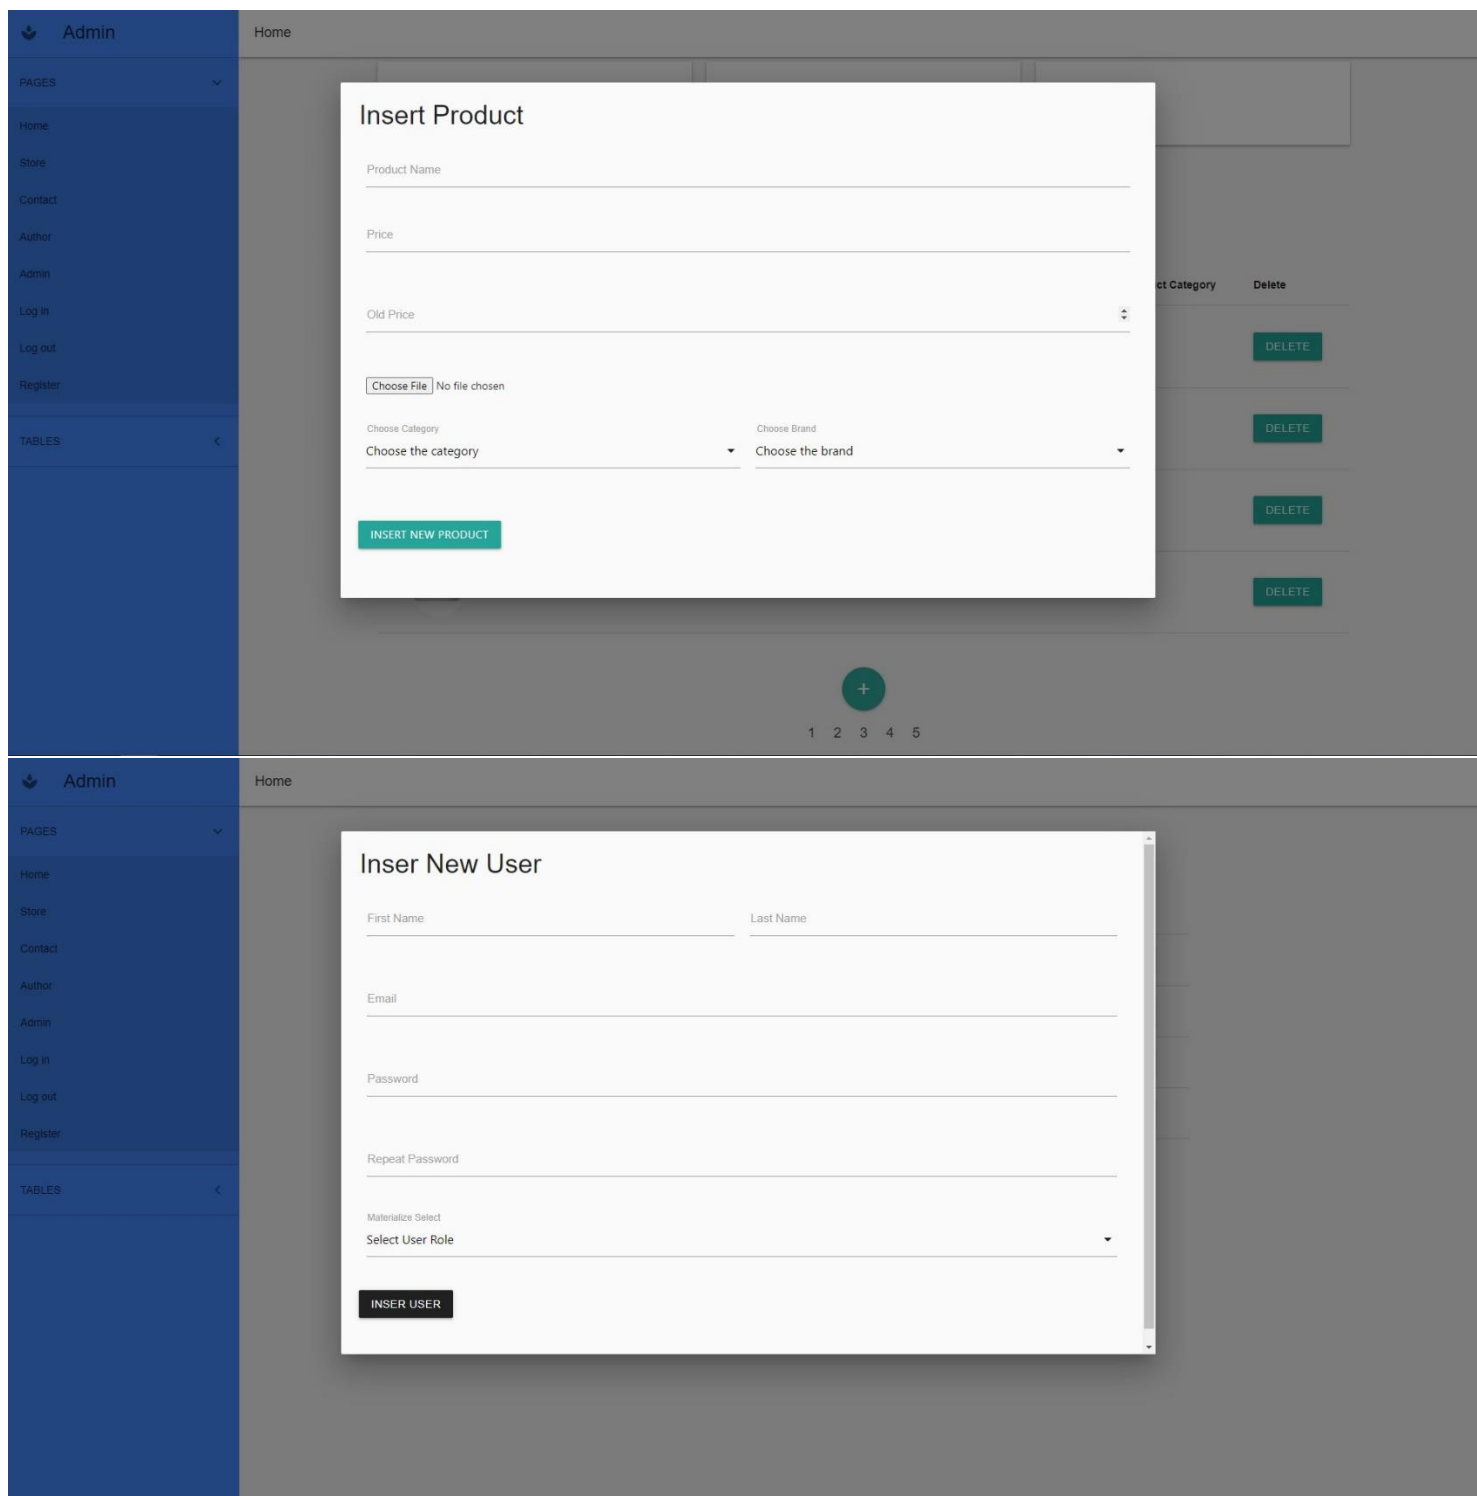 Admin
Home
PAGES
Home
Store
Contact
Author
Admin
Log in
Log out
Register
TABLES
Insert Product
Product Name
Price
Old Price
Choose File No file chosen
Choose Category Choose Brand
Choose the category Choose the brand
INSERT NEW PRODUCT
ct Category Delete
DELETE
DELETE
DELETE
DELETE
+
1 2 3 4 5
Admin
Home
PAGES
Home
Store
Contact
Author
Admin
Log in
Log out
Register
TABLES
Inser New User
First Name Last Name
Email
Password
Repeat Password
Materialize Select
Select User Role
INSER USER